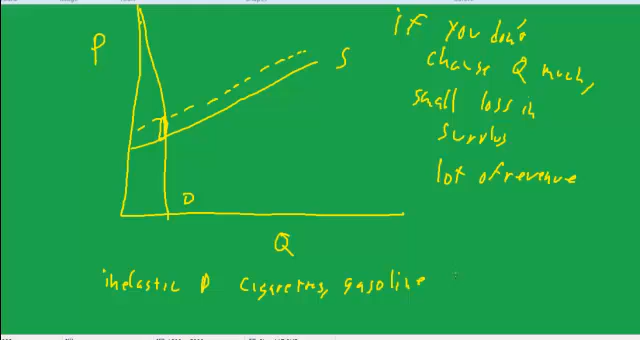 P
S
D
Q
if you don't
change Q much,
small loss in
surplus
lot of revenue
inelastic D cigarettes, gasoline